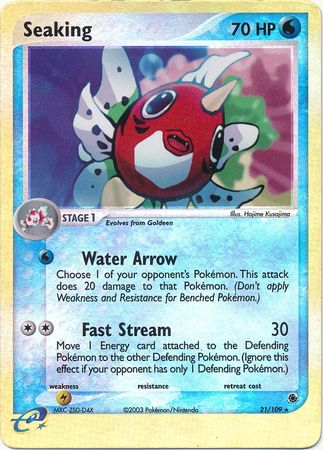 Seaking 70 HP
Illus. Hajime Kusajima
STAGE 1
Evolves from Goldeen
Water Arrow
Choose 1 of your opponent's Pokémon. This attack
does 20 damage to that Pokémon. (Don't apply
Weakness and Resistance for Benched Pokémon.)
Fast Stream 30
Move 1 Energy card attached to the Defending
Pokémon to the other Defending Pokémon. (Ignore this
effect if your opponent has only 1 Defending Pokémon.)
weakness resistance retreat cost
e MXC-ZS0-D4X ©2003 Pokémon/Nintendo 21/109 ★